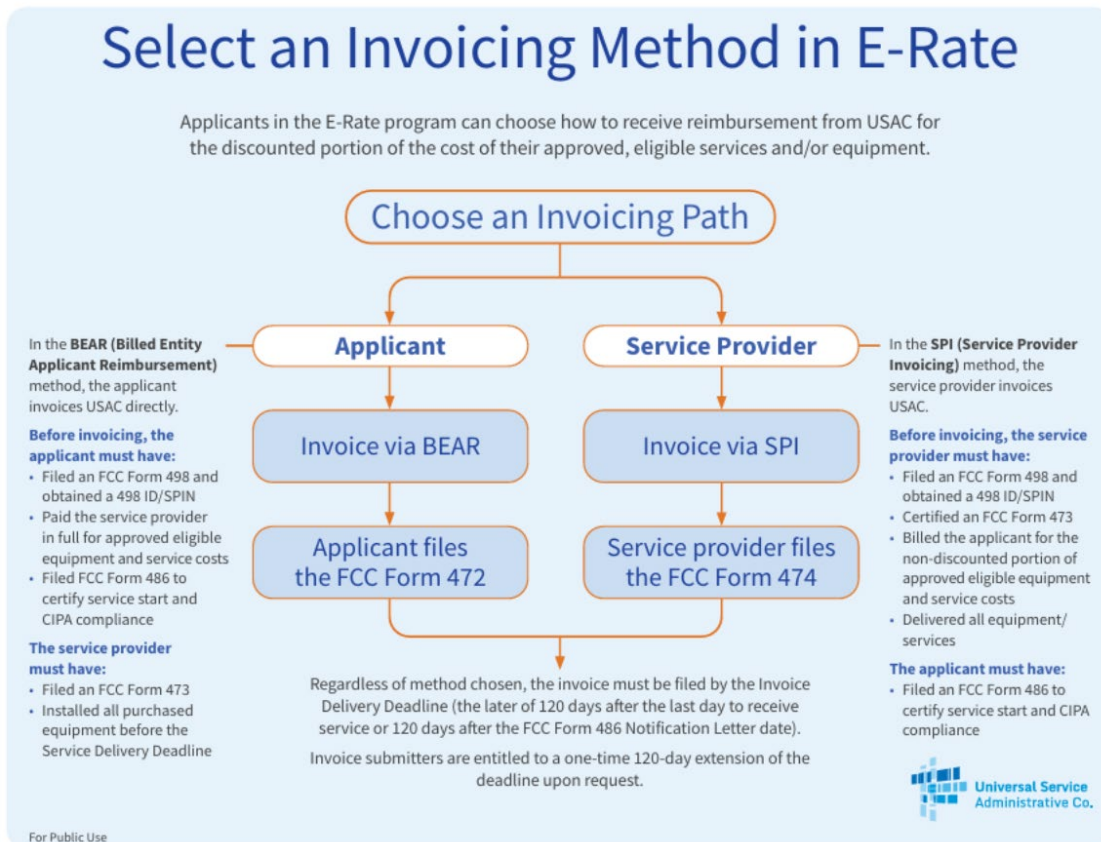 Select an Invoicing Method in E-Rate
Applicants in the E-Rate program can choose how to receive reimbursement from USAC for
the discounted portion of the cost of their approved, eligible services and/or equipment.
Choose an Invoicing Path
In the BEAR (Billed Entity
Applicant Reimbursement)
method, the applicant
invoices USAC directly.
Before invoicing, the
applicant must have:
• Filed an FCC Form 498 and
obtained a 498 ID/SPIN
• Paid the service provider
in full for approved eligible
equipment and service costs
• Filed FCC Form 486 to
certify service start and
CIPA compliance
The service provider
must have:
• Filed an FCC Form 473
• Installed all purchased
equipment before the
Service Delivery Deadline
Applicant
Invoice via BEAR
Applicant files
the FCC Form 472
Service Provider
Invoice via SPI
Service provider files
the FCC Form 474
In the SPI (Service Provider
Invoicing) method, the
service provider invoices
USAC.
Before invoicing, the service
provider must have:
• Filed an FCC Form 498 and
obtained a 498 ID/SPIN
• Certified an FCC Form 473
• Billed the applicant for the
non-discounted portion of
approved eligible equipment
and service costs
• Delivered all equipment/
services
The applicant must have:
• Filed an FCC Form 486 to
certify service start and CIPA
compliance
Regardless of method chosen, the invoice must be filed by the Invoice
Delivery Deadline (the later of 120 days after the last day to receive
service or 120 days after the FCC Form 486 Notification Letter date).
Invoice submitters are entitled to a one-time 120-day extension of the
deadline upon request.
Universal Service
Administrative Co.
For Public Use